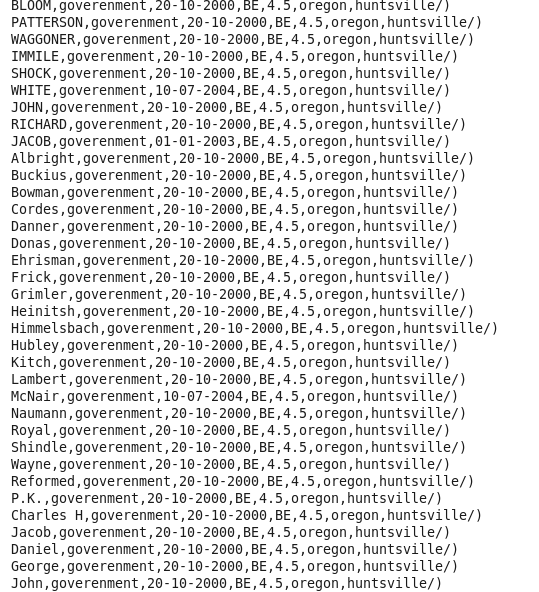 BLOOM,goverenment,20-10-2000,BE,4.5,oregon,huntsville/)
PATTERSON,goverenment,20-10-2000,BE,4.5,oregon,huntsville/)
WAGGONER,goverenment,20-10-2000,BE,4.5,oregon,huntsville/)
IMMILE,goverenment,20-10-2000,BE,4.5,oregon,huntsville/)
SHOCK,goverenment,20-10-2000,BE,4.5,oregon,huntsville/)
WHITE,goverenment,10-07-2004,BE,4.5,oregon,huntsville/)
JOHN,goverenment,20-10-2000,BE,4.5,oregon,huntsville/)
RICHARD,goverenment,20-10-2000,BE,4.5,oregon,huntsville/)
JACOB,goverenment,01-01-2003,BE,4.5,oregon,huntsville/)
Albright,goverenment,20-10-2000,BE,4.5,oregon,huntsville/)
Buckius,goverenment,20-10-2000,BE,4.5,oregon,huntsville/)
Bowman,goverenment,20-10-2000,BE,4.5,oregon,huntsville/)
Cordes,goverenment,20-10-2000,BE,4.5,oregon,huntsville/)
Danner,goverenment,20-10-2000,BE,4.5,oregon,huntsville/)
Donas,goverenment,20-10-2000,BE,4.5,oregon,huntsville/)
Ehrisman,goverenment,20-10-2000,BE,4.5,oregon,huntsville/)
Frick,goverenment,20-10-2000,BE,4.5,oregon,huntsville/)
Grimler,goverenment,20-10-2000,BE,4.5,oregon,huntsville/)
Heinitsh,goverenment,20-10-2000,BE,4.5,oregon,huntsville/)
Himmelsbach,goverenment,20-10-2000,BE,4.5,oregon,huntsville/)
Hubley,goverenment,20-10-2000,BE,4.5,oregon,huntsville/)
Kitch,goverenment,20-10-2000,BE,4.5,oregon,huntsville/)
Lambert,goverenment,20-10-2000,BE,4.5,oregon,huntsville/)
McNair,goverenment,10-07-2004,BE,4.5,oregon,huntsville/)
Naumann,goverenment,20-10-2000,BE,4.5,oregon,huntsville/)
Royal,goverenment,20-10-2000,BE,4.5,oregon,huntsville/)
Shindle,goverenment,20-10-2000,BE,4.5,oregon,huntsville/)
Wayne,goverenment,20-10-2000,BE,4.5,oregon,huntsville/)
Reformed,goverenment,20-10-2000,BE,4.5,oregon,huntsville/)
P.K.,goverenment,20-10-2000,BE,4.5,oregon,huntsville/)
Charles H,goverenment,20-10-2000,BE,4.5,oregon,huntsville/)
Jacob,goverenment,20-10-2000,BE,4.5,oregon,huntsville/)
Daniel,goverenment,20-10-2000,BE,4.5,oregon,huntsville/)
George,goverenment,20-10-2000,BE,4.5,oregon,huntsville/)
John,goverenment,20-10-2000,BE,4.5,oregon,huntsville/)